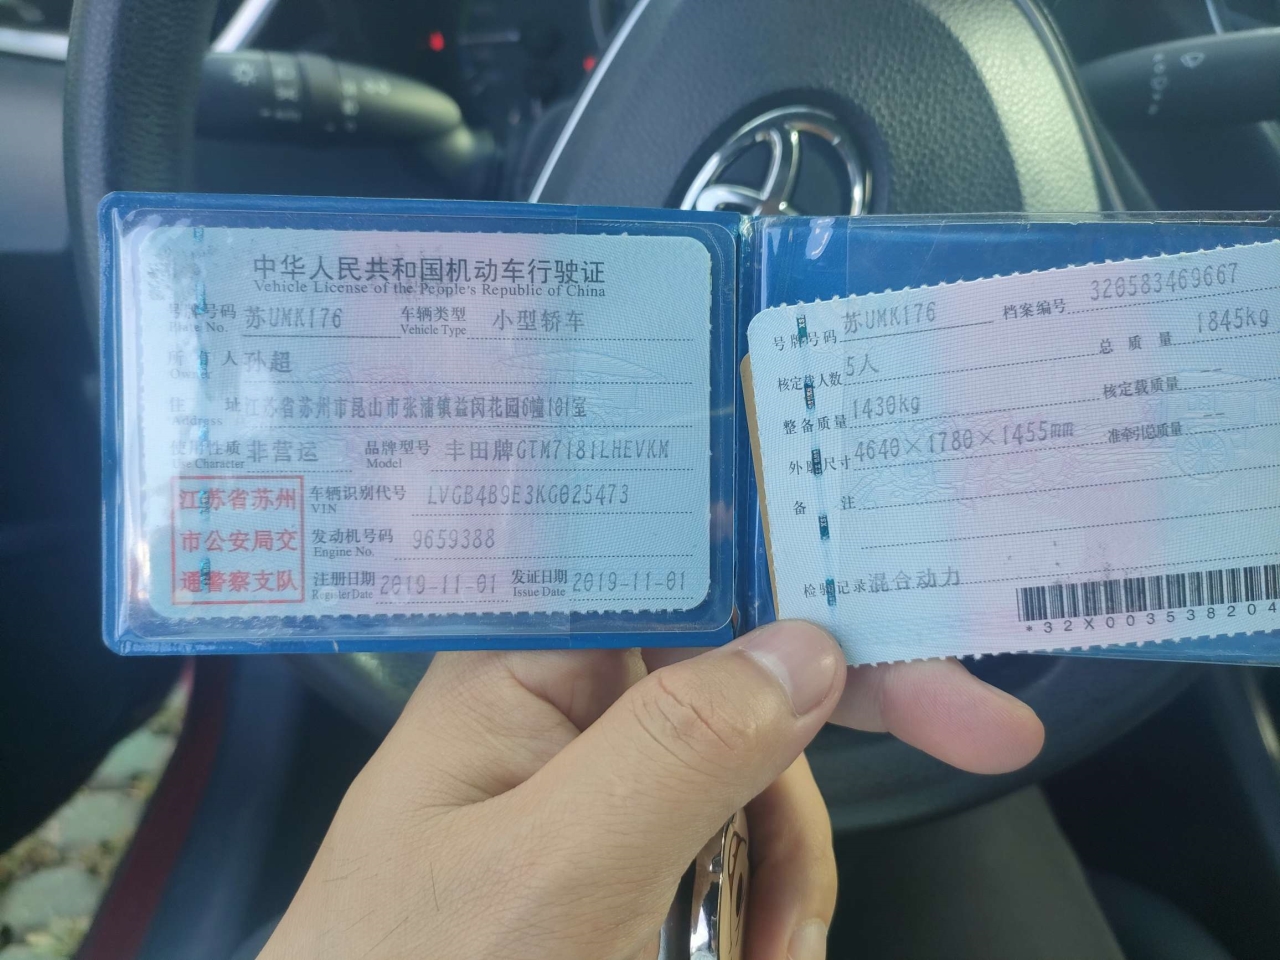 中华人民共和国机动车行驶证
Vehicle License of the People's Republic of China
号牌号码 苏UMK176 车辆类型 小型轿车
Plate No. Vehicle Type
所有人 孙超
Owner
住址 江苏省苏州市昆山市张浦镇益闵花园6幢101室
Address
使用性质 非营运 品牌型号 丰田牌GTM7181LHEVKM
Use Character Model
江苏省苏州
市公安局交
通警察支队
车辆识别代号 LVGB4B9E3KG025473
VIN
发动机号码 9659388
Engine No.
注册日期 2019-11-01 发证日期 2019-11-01
Register Date Issue Date
号牌号码 苏UMK176 档案编号 320583469667
核定载人数 5人 总质量 1845kg
整备质量 1430kg 核定载质量 --
外廓尺寸 4640×1780×1455mm 准牵引总质量 --
备注
检验记录 混合动力
*32X003538204